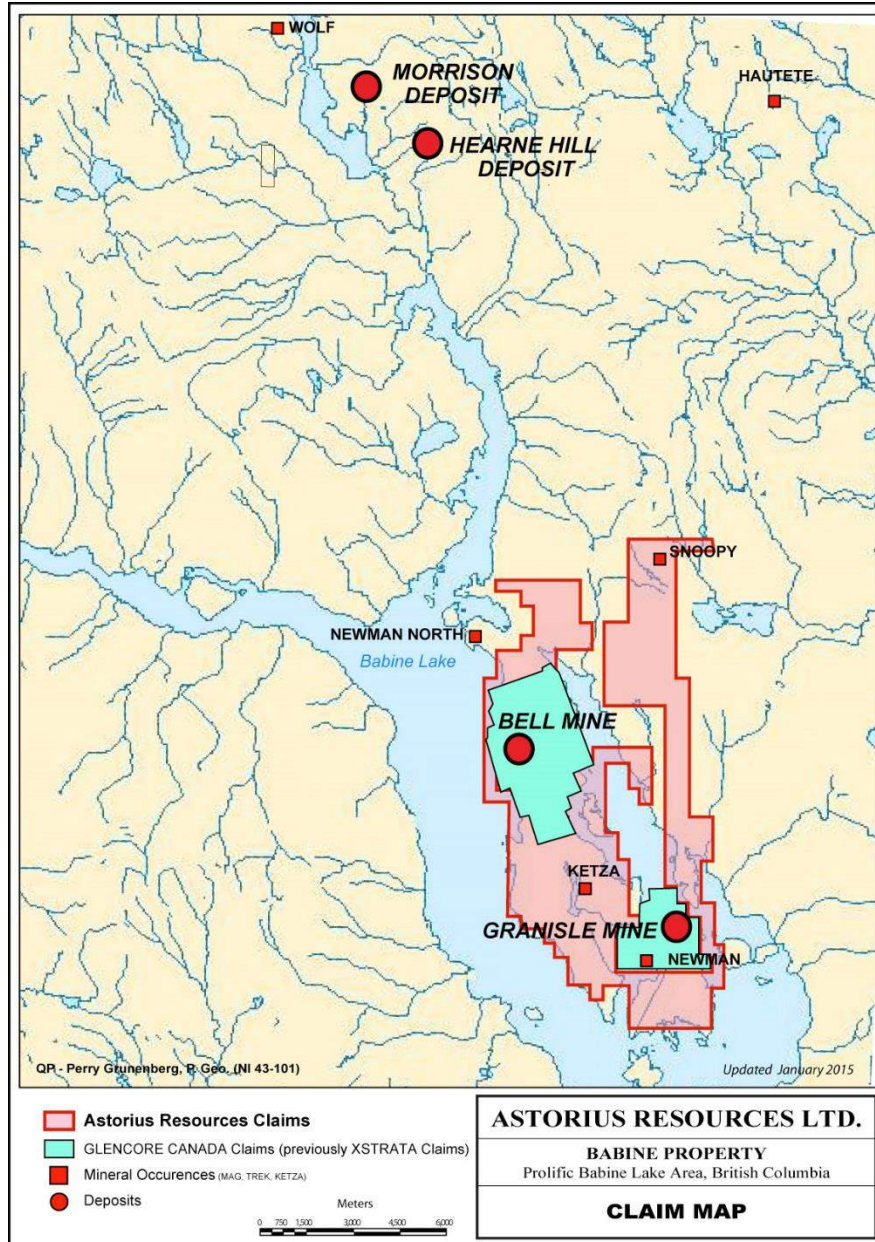 WOLF
MORRISON
DEPOSIT
HAUTETE
HEARNE HILL
DEPOSIT
SNOOPY
NEWMAN NORTH
Babine Lake
BELL MINE
KETZA
GRANISLE MINE
NEWMAN
QP - Perry Grunenberg, P. Geo. (NI 43-101)
Updated January 2015
Astorius Resources Claims
GLENCORE CANADA Claims (previously XSTRATA Claims)
Mineral Occurences (MAG, TREK, KETZA)
Deposits
Meters
0 750 1,500 3,000 4,500 6,000
ASTORIUS RESOURCES LTD.
BABINE PROPERTY
Prolific Babine Lake Area, British Columbia
CLAIM MAP